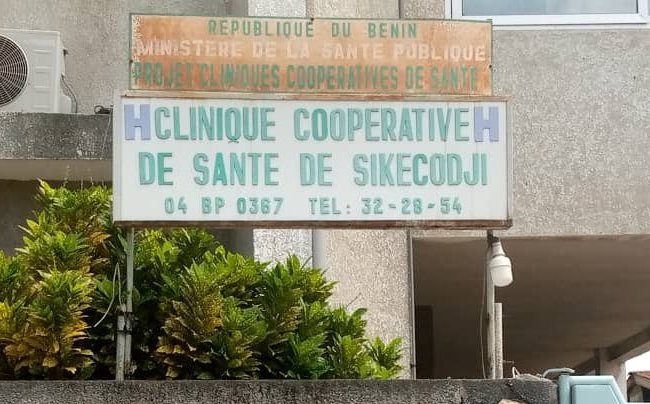 REPUBLIQUE DU BENIN
MINISTERE DE LA SANTE PUBLIQUE
PROJET CLINIQUES COOPERATIVES DE SANTE
H CLINIQUE COOPERATIVE H
DE SANTE DE SIKECODJI
04 BP 0367 TEL: 32-28-54